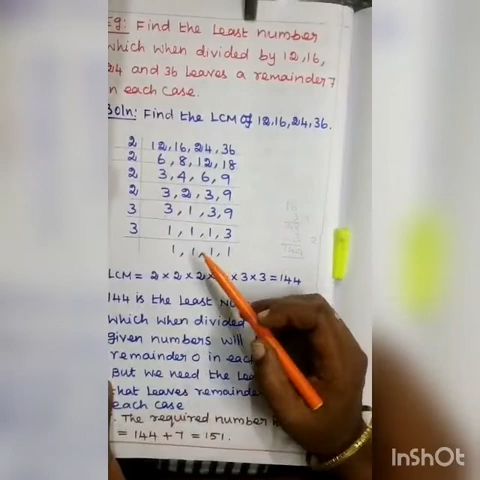 Eg: Find the Least number
which when divided by 12,16,
24 and 36 Leaves a remainder 7
in each case.
Soln: Find the LCM of 12,16,24,36.
2 | 12, 16, 24, 36
2 | 6, 8, 12, 18
2 | 3, 4, 6, 9
2 | 3, 2, 3, 9
3 | 3, 1, 3, 9
3 | 1, 1, 1, 3
1, 1, 1, 1
LCM = 2 × 2 × 2 × 3 × 3 = 144
144 is the Least
which when divided
given numbers will
remainder 0 in
But we need the
that leaves
each case
The required number
= 144 + 7 = 151.
InShOt